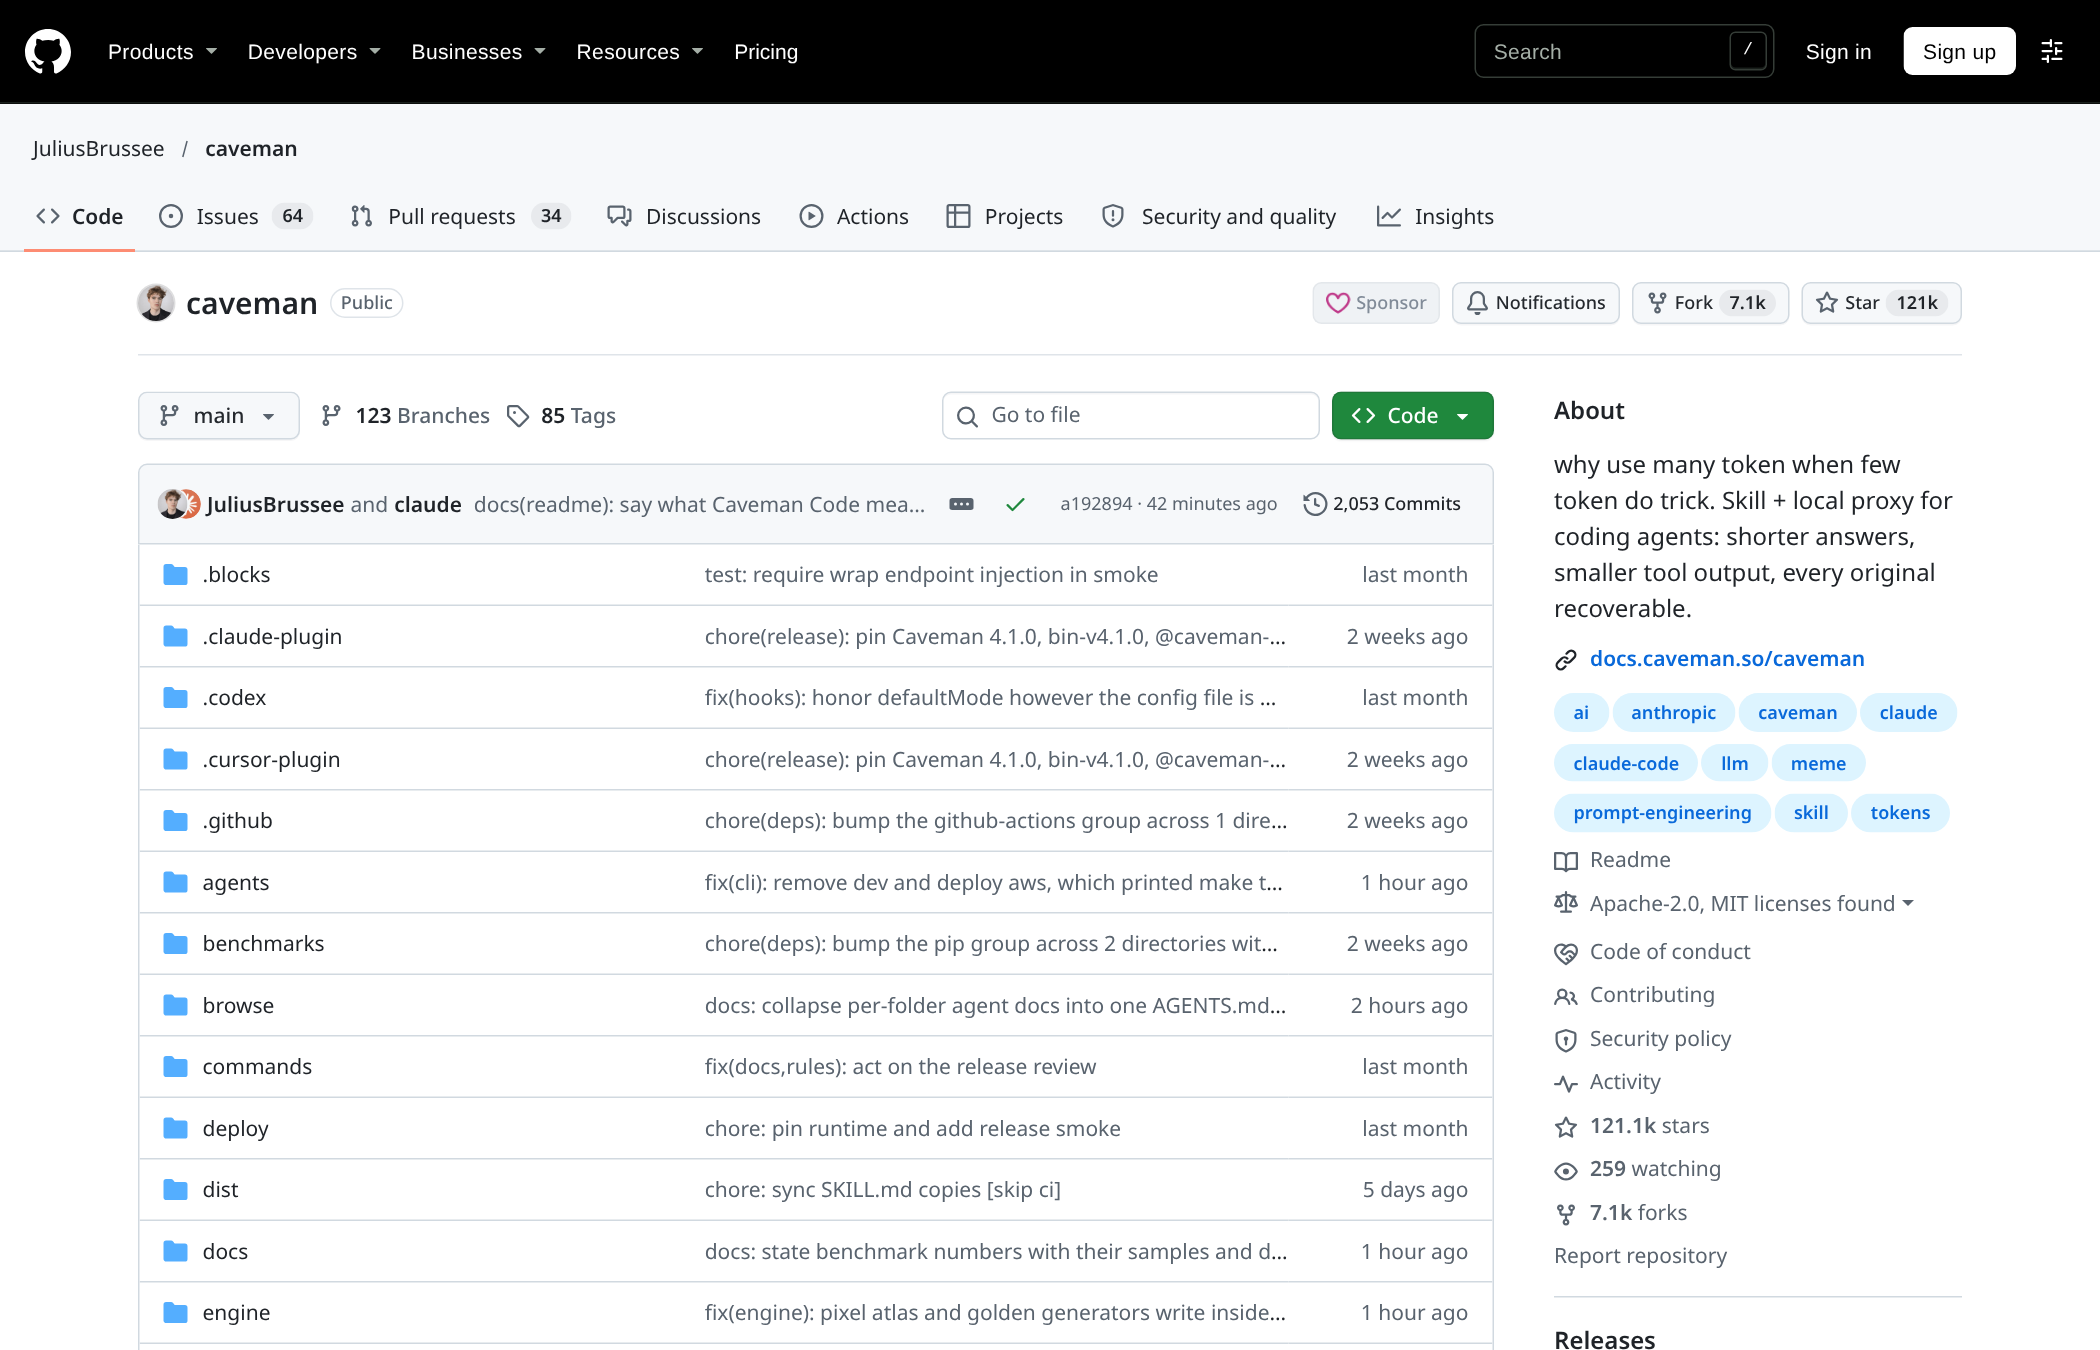 Products
Developers
Businesses
Resources
Pricing
Search
/
Sign in
Sign up
JuliusBrussee / caveman
Code
Issues 64
Pull requests 34
Discussions
Actions
Projects
Security and quality
Insights
caveman
Public
Sponsor
Notifications
Fork 7.1k
Star 121k
main
123 Branches
85 Tags
Go to file
Code
JuliusBrussee and claude docs(readme): say what Caveman Code mea...
a192894 · 42 minutes ago
2,053 Commits
.blocks test: require wrap endpoint injection in smoke last month
.claude-plugin chore(release): pin Caveman 4.1.0, bin-v4.1.0, @caveman-... 2 weeks ago
.codex fix(hooks): honor defaultMode however the config file is ... last month
.cursor-plugin chore(release): pin Caveman 4.1.0, bin-v4.1.0, @caveman-... 2 weeks ago
.github chore(deps): bump the github-actions group across 1 dire... 2 weeks ago
agents fix(cli): remove dev and deploy aws, which printed make t... 1 hour ago
benchmarks chore(deps): bump the pip group across 2 directories wit... 2 weeks ago
browse docs: collapse per-folder agent docs into one AGENTS.md... 2 hours ago
commands fix(docs,rules): act on the release review last month
deploy chore: pin runtime and add release smoke last month
dist chore: sync SKILL.md copies [skip ci] 5 days ago
docs docs: state benchmark numbers with their samples and d... 1 hour ago
engine fix(engine): pixel atlas and golden generators write inside... 1 hour ago
About
why use many token when few
token do trick. Skill + local proxy for
coding agents: shorter answers,
smaller tool output, every original
recoverable.
docs.caveman.so/caveman
ai anthropic caveman claude
claude-code llm meme
prompt-engineering skill tokens
Readme
Apache-2.0, MIT licenses found
Code of conduct
Contributing
Security policy
Activity
121.1k stars
259 watching
7.1k forks
Report repository
Releases